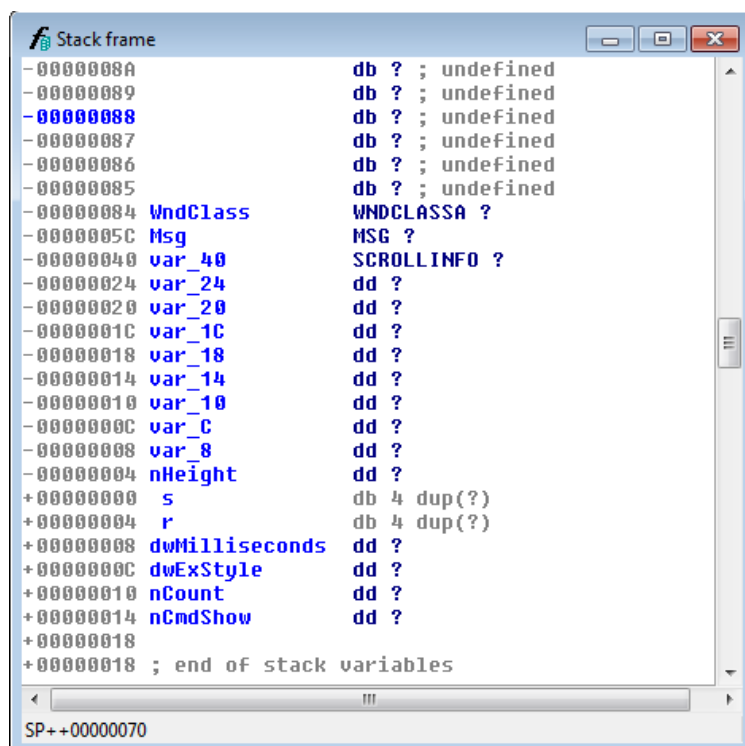 Stack frame
-0000008A db ? ; undefined
-00000089 db ? ; undefined
-00000088 db ? ; undefined
-00000087 db ? ; undefined
-00000086 db ? ; undefined
-00000085 db ? ; undefined
-00000084 WndClass WNDCLASSA ?
-0000005C Msg MSG ?
-00000040 var_40 SCROLLINFO ?
-00000024 var_24 dd ?
-00000020 var_20 dd ?
-0000001C var_1C dd ?
-00000018 var_18 dd ?
-00000014 var_14 dd ?
-00000010 var_10 dd ?
-0000000C var_C dd ?
-00000008 var_8 dd ?
-00000004 nHeight dd ?
+00000000 s db 4 dup(?)
+00000004 r db 4 dup(?)
+00000008 dwMilliseconds dd ?
+0000000C dwExStyle dd ?
+00000010 nCount dd ?
+00000014 nCmdShow dd ?
+00000018
+00000018 ; end of stack variables
SP++00000070